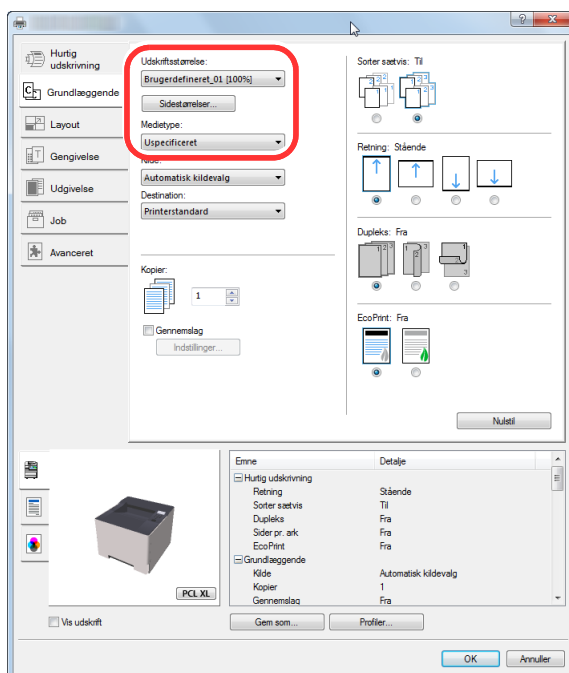 Hurtig
udskrivning
Grundlæggende
Layout
Gengivelse
Udgivelse
Job
Avanceret
Udskriftsstørrelse:
Brugerdefineret_01 [100%]
Sidestørrelser...
Medietype:
Uspecificeret
Kilde:
Automatisk kildevalg
Destination:
Printerstandard
Kopier:
1
Gennemslag
Indstillinger...
Sorter sætvis: Til
Retning: Stående
Dupleks: Fra
EcoPrint: Fra
Nulstil
PCL XL
Vis udskrift
Emne Detalje
Hurtig udskrivning
Retning Stående
Sorter sætvis Til
Dupleks Fra
Sider pr. ark Fra
EcoPrint Fra
Grundlæggende
Kilde Automatisk kildevalg
Kopier 1
Gennemslag Fra
Gem som... Profiler...
OK Annuller